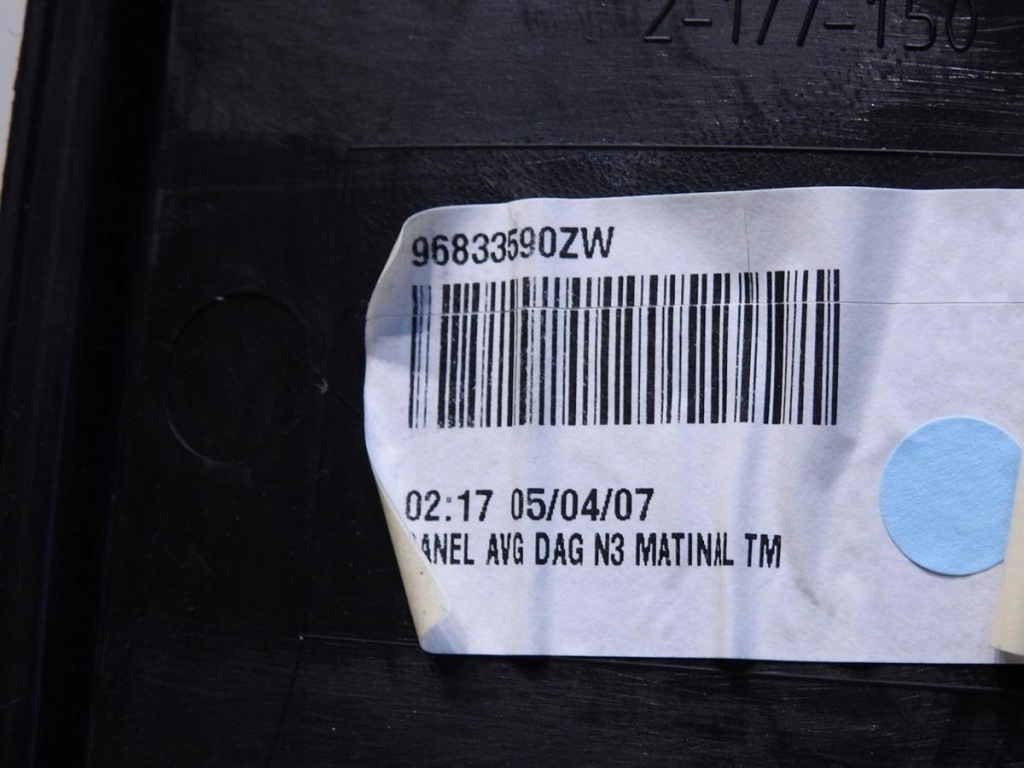 2-177-150
96833590ZW
02:17 05/04/07
ANEL AVG DAG N3 MATINAL TM